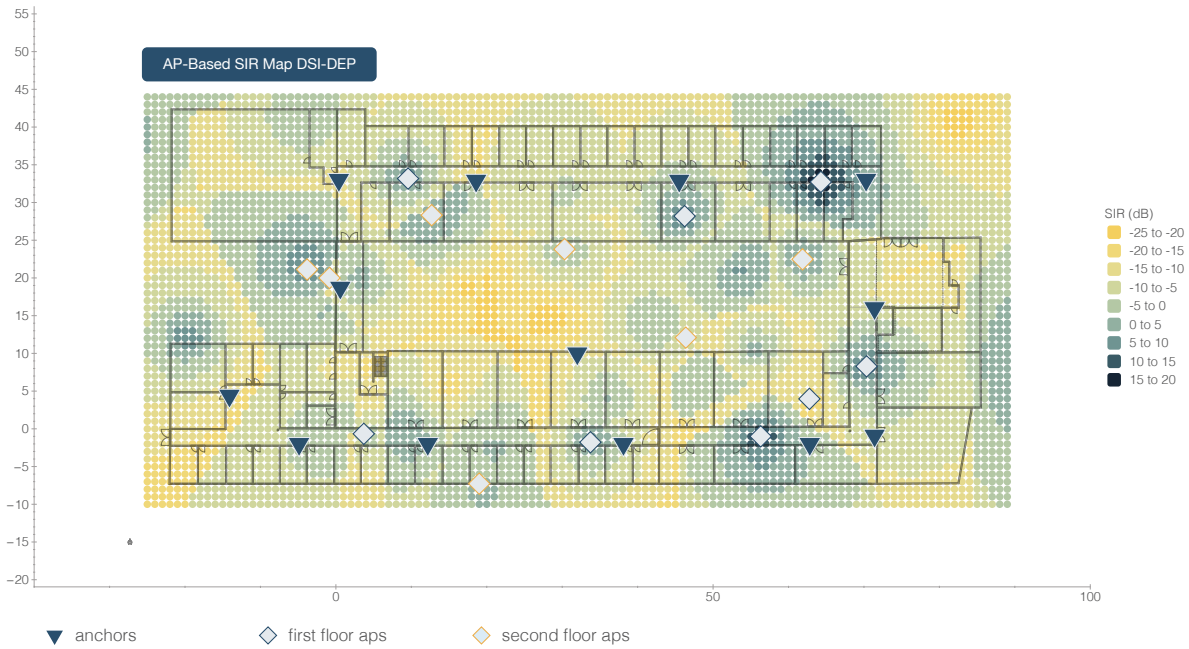 55
50
AP-Based SIR Map DSI-DEP
45
40
35
30
25
20
15
10
5
0
−5
−10
−15
−20
0
50
100
SIR (dB)
-25 to -20
-20 to -15
-15 to -10
-10 to -5
-5 to 0
0 to 5
5 to 10
10 to 15
15 to 20
anchors
first floor aps
second floor aps